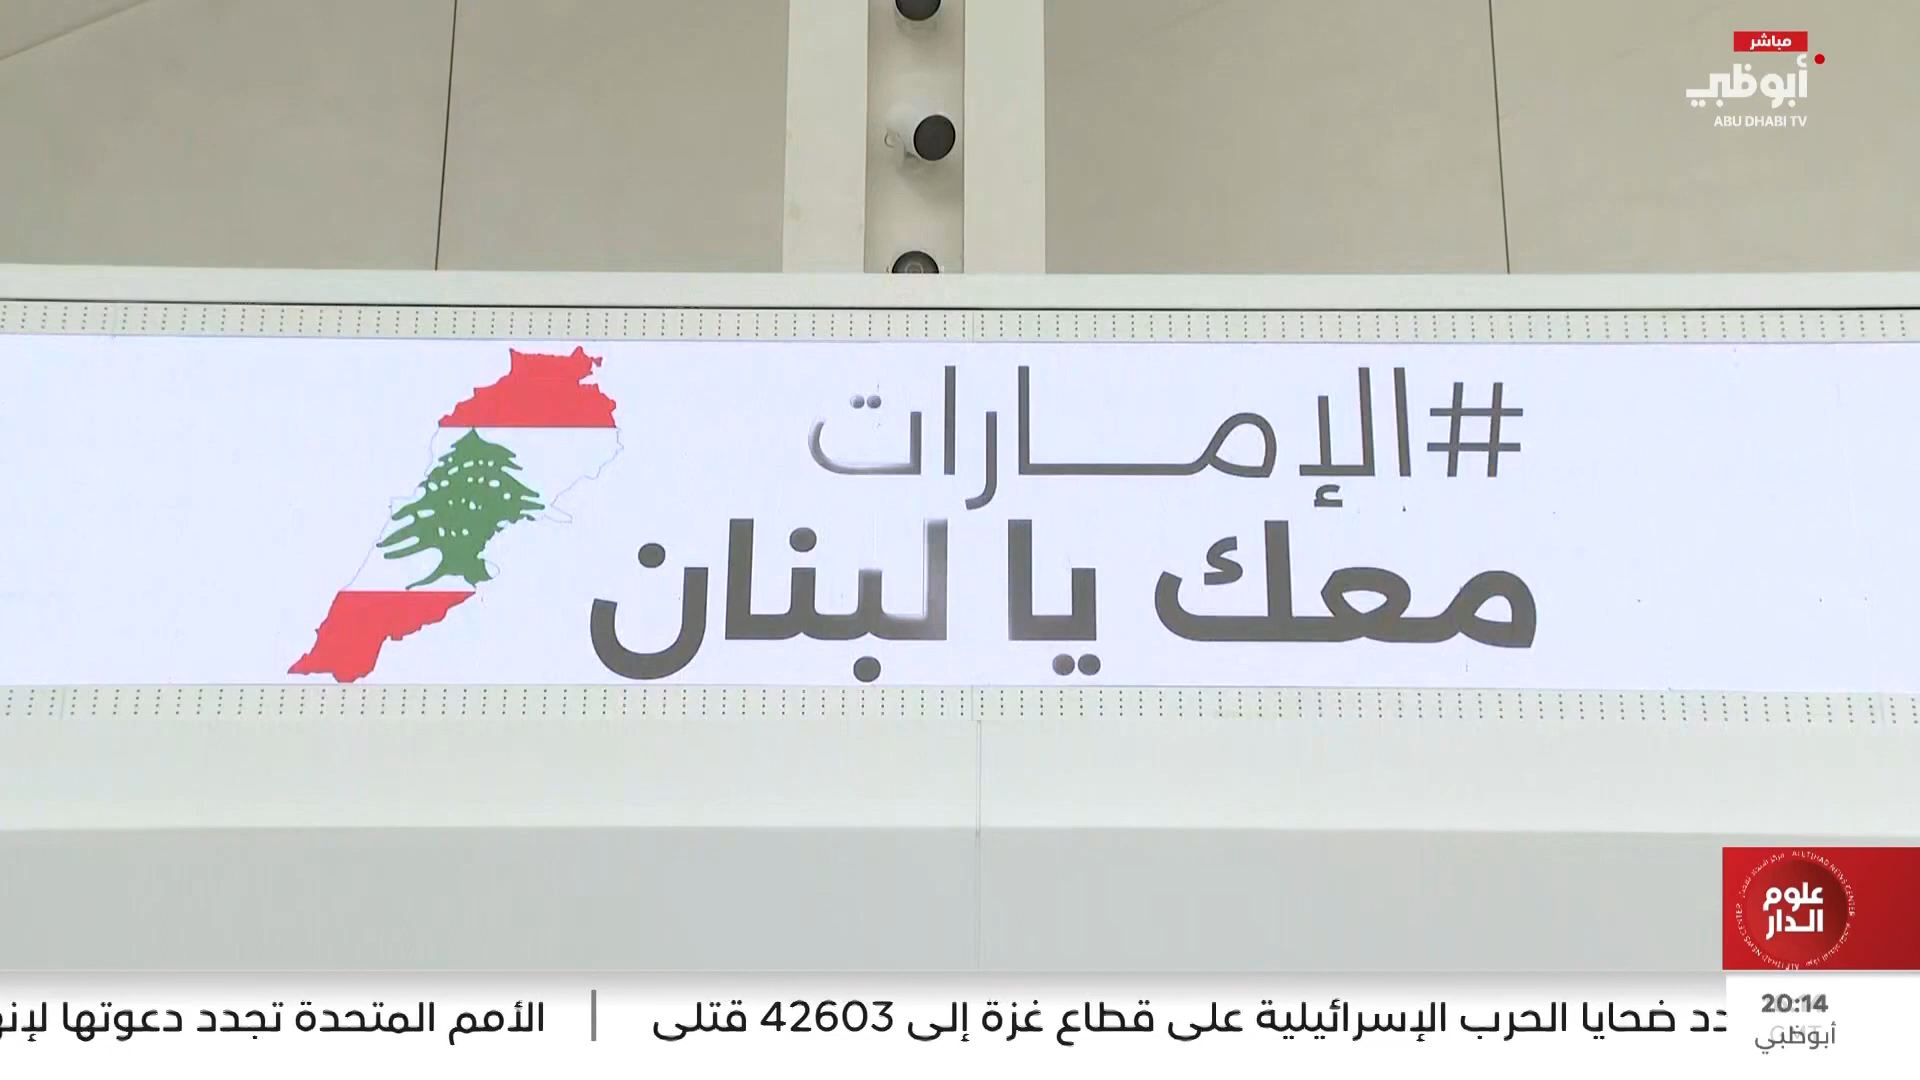 مباشر
أبوظبي
ABU DHABI TV
#الإمارات
معك يا لبنان
علوم
الدار
20:14
أبوظبي
ضحايا الحرب الإسرائيلية على قطاع غزة إلى 42603 قتلى | الأمم المتحدة تجدد دعوتها